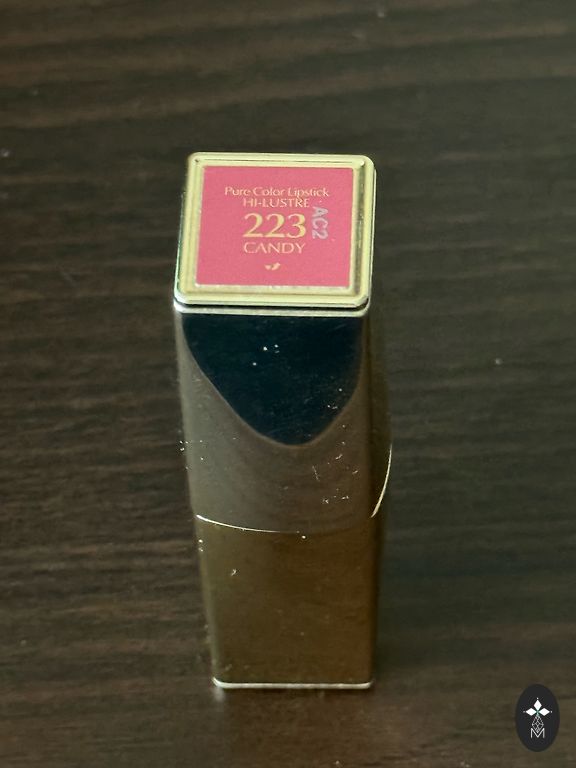 Pure Color Lipstick
HI-LUSTRE
223
CANDY
AC2
M